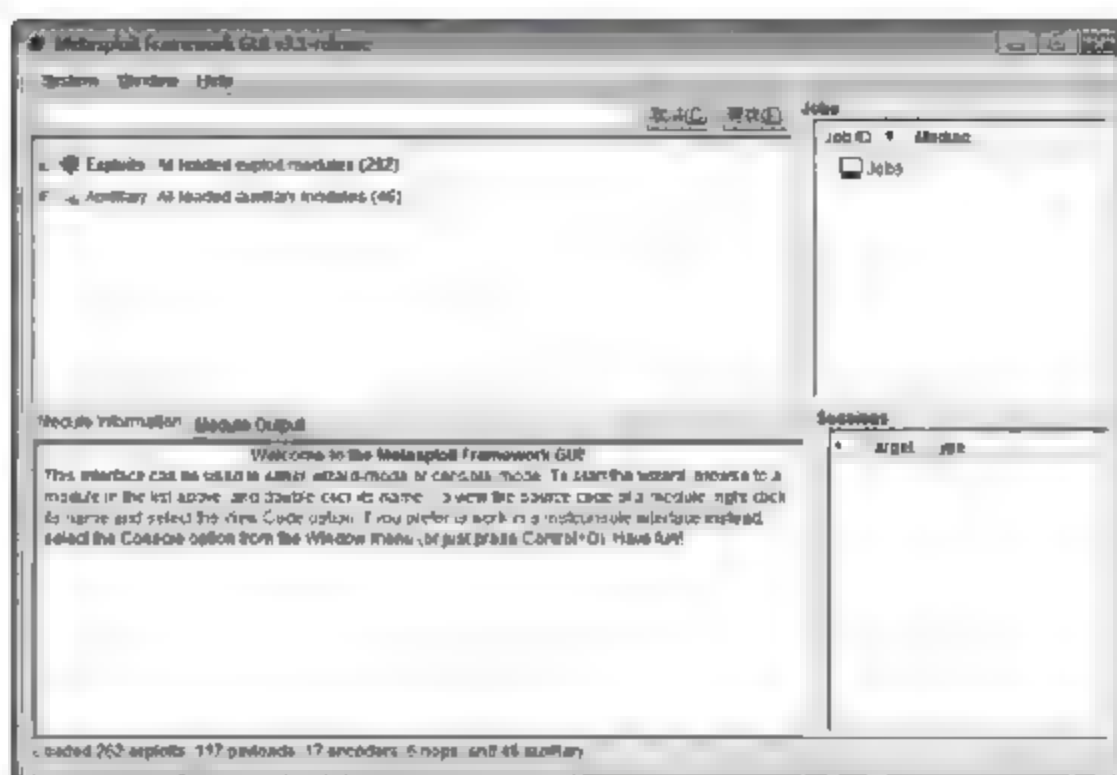 Metasploit Framework GUI v3.1-release
System Window Help
Jobs
Job ID Module
Jobs
Exploits All loaded exploit modules (262)
Auxiliary All loaded auxiliary modules (46)
Module Information Module Output
Sessions
Target Type
Welcome to the Metasploit Framework GUI!
This interface can be used in either wizard-mode or console mode. To start the wizard, browse to a
module in the list above, and double click its name. To view the source code of a module, right click
its name and select the View Code option. If you prefer to work in a msfconsole interface instead,
select the Console option from the Window menu (or just press Control+O). Have fun!
Loaded 262 exploits, 117 payloads, 17 encoders, 6 nops, and 46 auxiliary